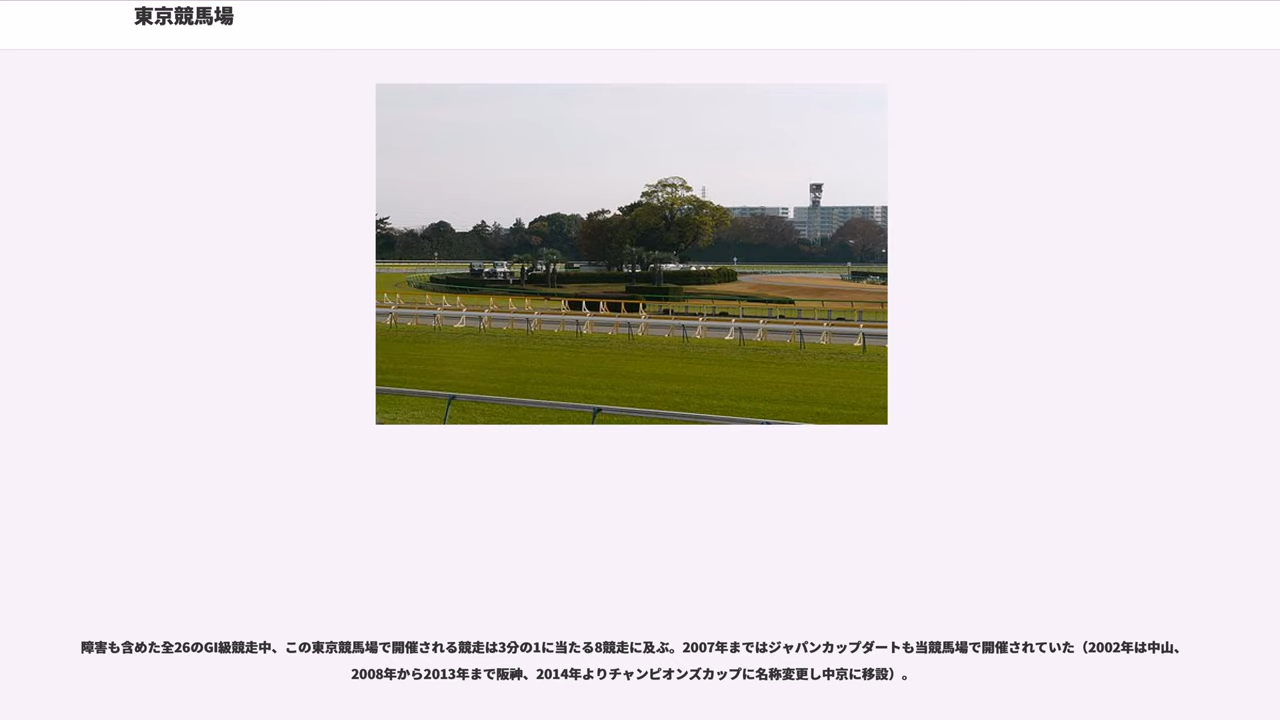 東京競馬場
障害も含めた全26のGI級競走中、この東京競馬場で開催される競走は3分の1に当たる8競走に及ぶ。2007年まではジャパンカップダートも当競馬場で開催されていた（2002年は中山、
2008年から2013年まで阪神、2014年よりチャンピオンズカップに名称変更し中京に移設）。